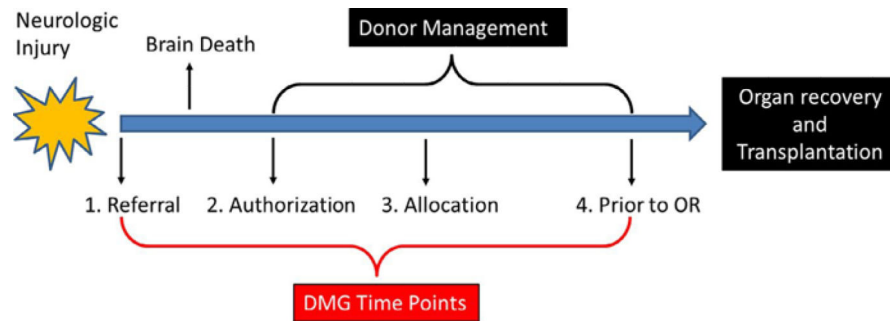 Neurologic
Injury
Brain Death
Donor Management
Organ recovery
and
Transplantation
1. Referral
2. Authorization
3. Allocation
4. Prior to OR
DMG Time Points